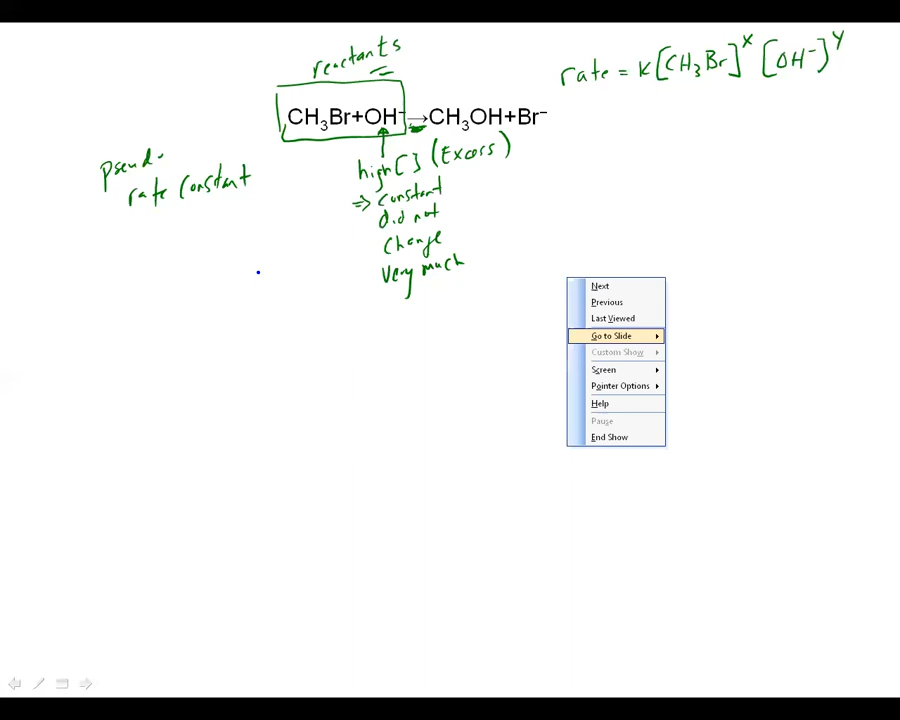 reactants
rate = K[CH₃Br]ˣ [OH⁻]ʸ
CH₃Br+OH⁻→CH₃OH+Br⁻
high [] (Excess)
pseudo
rate constant
⇒ constant
did not
change
very much
Next
Previous
Last Viewed
Go to Slide
Custom Show
Screen
Pointer Options
Help
Pause
End Show